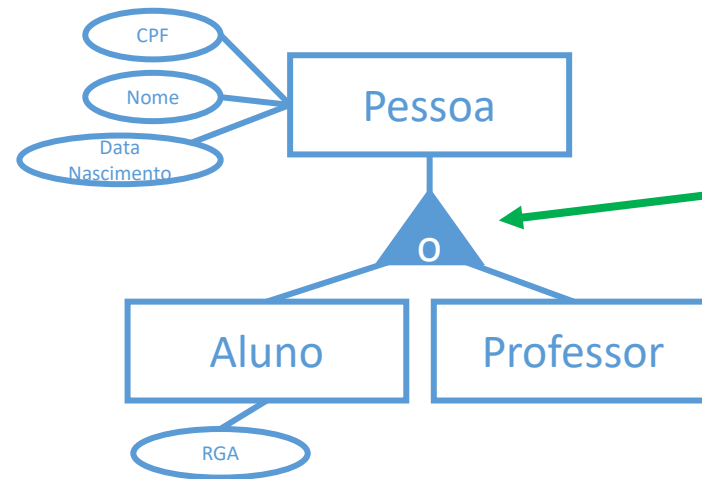 CPF
Nome
Data
Nascimento
Pessoa
O
Aluno
Professor
RGA